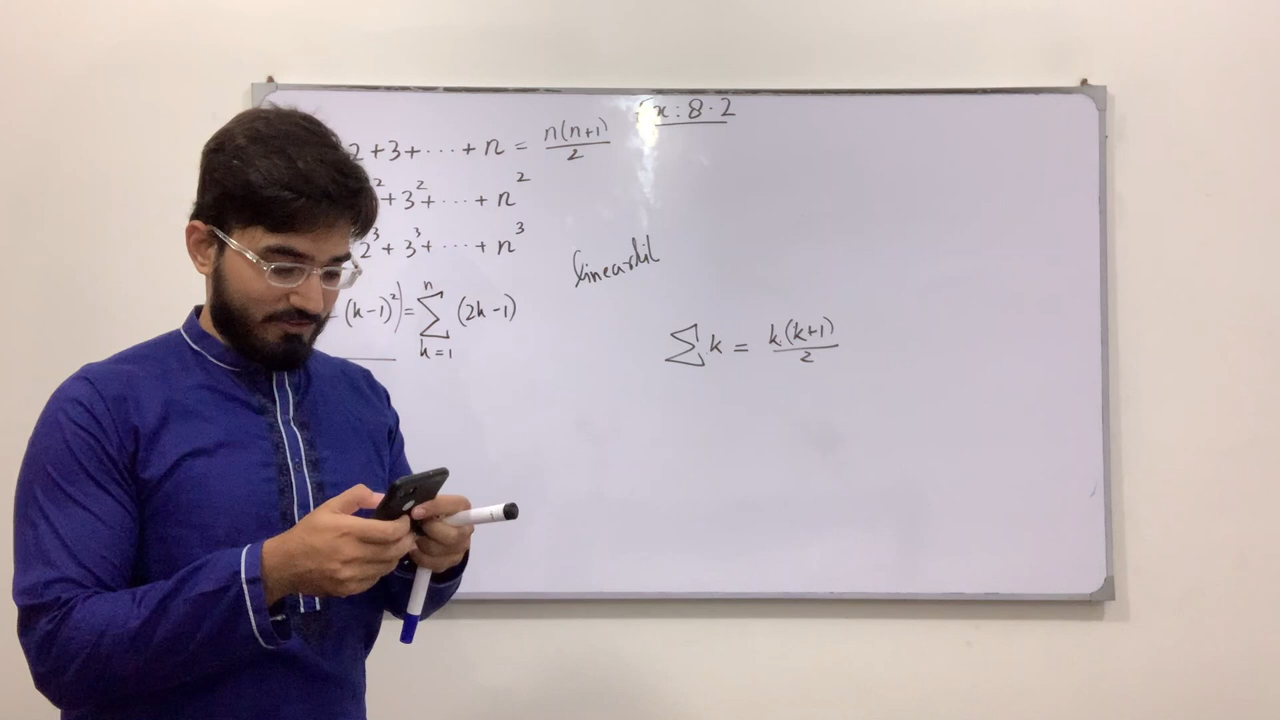 Ex: 8.2
2 + 3 + ··· + n = n(n+1)/2
² + 3² + ··· + n²
2³ + 3³ + ··· + n³
(k-1)²) = ∑_{k=1}^{n} (2k-1)
∑k = k(k+1)/2